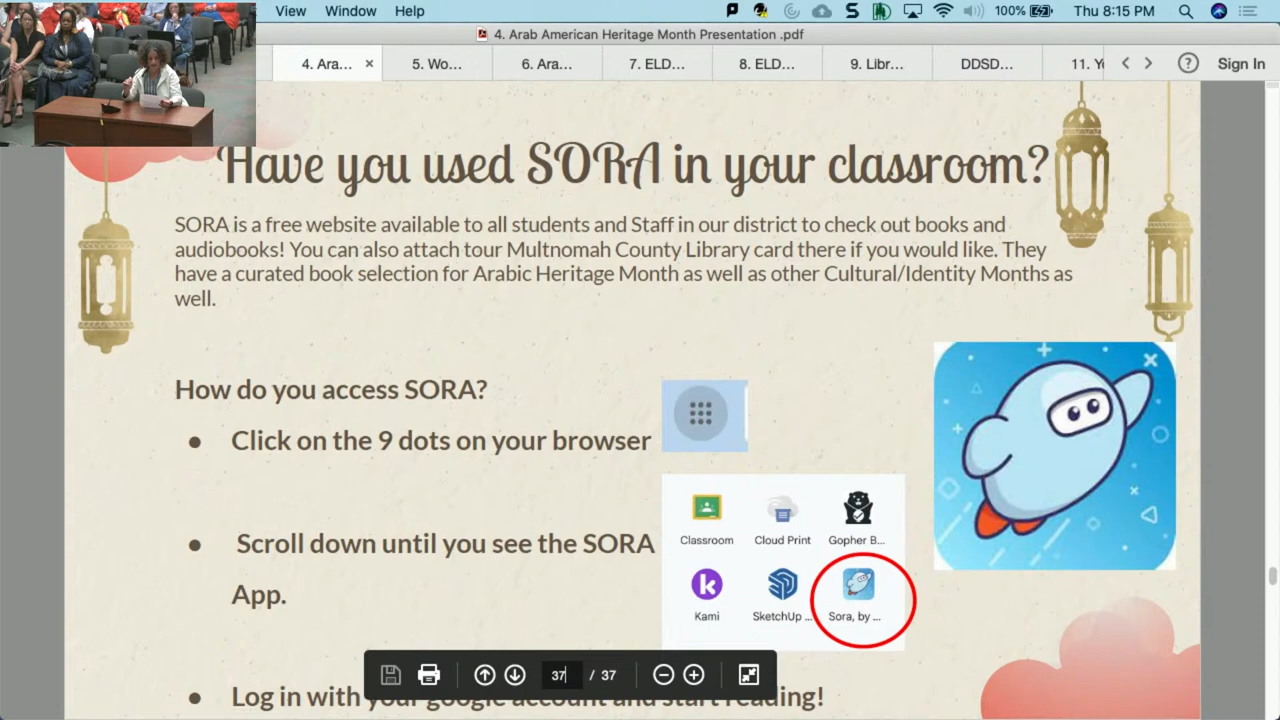 View Window Help 100% Thu 8:15 PM
4. Arab American Heritage Month Presentation .pdf
4. Ara... × 5. Wo... 6. Ara... 7. ELD... 8. ELD... 9. Libr... DDSD... 11. Y ? Sign In
Have you used SORA in your classroom?
SORA is a free website available to all students and Staff in our district to check out books and
audiobooks! You can also attach tour Multnomah County Library card there if you would like. They
have a curated book selection for Arabic Heritage Month as well as other Cultural/Identity Months as
well.
How do you access SORA?
● Click on the 9 dots on your browser
● Scroll down until you see the SORA
App.
Classroom Cloud Print Gopher B...
Kami SketchUp ... Sora, by ...
37 / 37
● Log in with your google account and start reading!